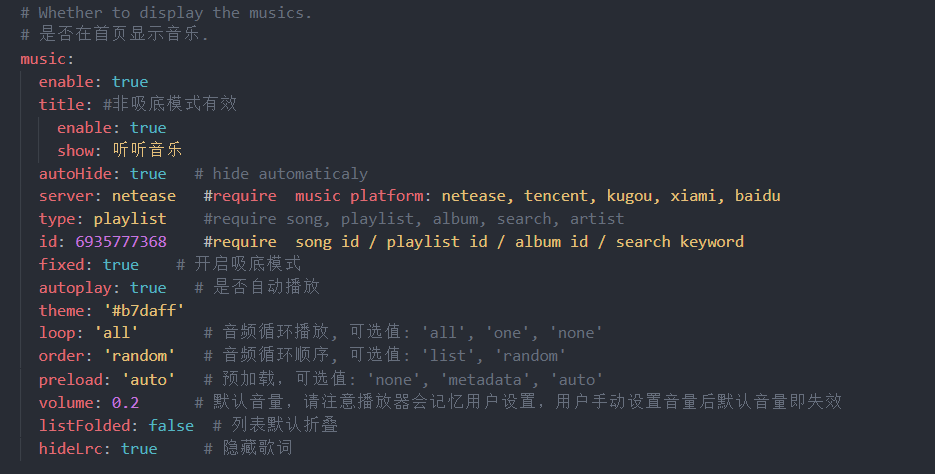 # Whether to display the musics.
# 是否在首页显示音乐.
music:
  enable: true
  title: #非吸底模式有效
    enable: true
    show: 听听音乐
  autoHide: true   # hide automaticaly
  server: netease   #require  music platform: netease, tencent, kugou, xiami, baidu
  type: playlist    #require song, playlist, album, search, artist
  id: 6935777368    #require  song id / playlist id / album id / search keyword
  fixed: true    # 开启吸底模式
  autoplay: true   # 是否自动播放
  theme: '#b7daff'
  loop: 'all'       # 音频循环播放, 可选值: 'all', 'one', 'none'
  order: 'random'   # 音频循环顺序, 可选值: 'list', 'random'
  preload: 'auto'   # 预加载，可选值: 'none', 'metadata', 'auto'
  volume: 0.2      # 默认音量，请注意播放器会记忆用户设置，用户手动设置音量后默认音量即失效
  listFolded: false  # 列表默认折叠
  hideLrc: true     # 隐藏歌词